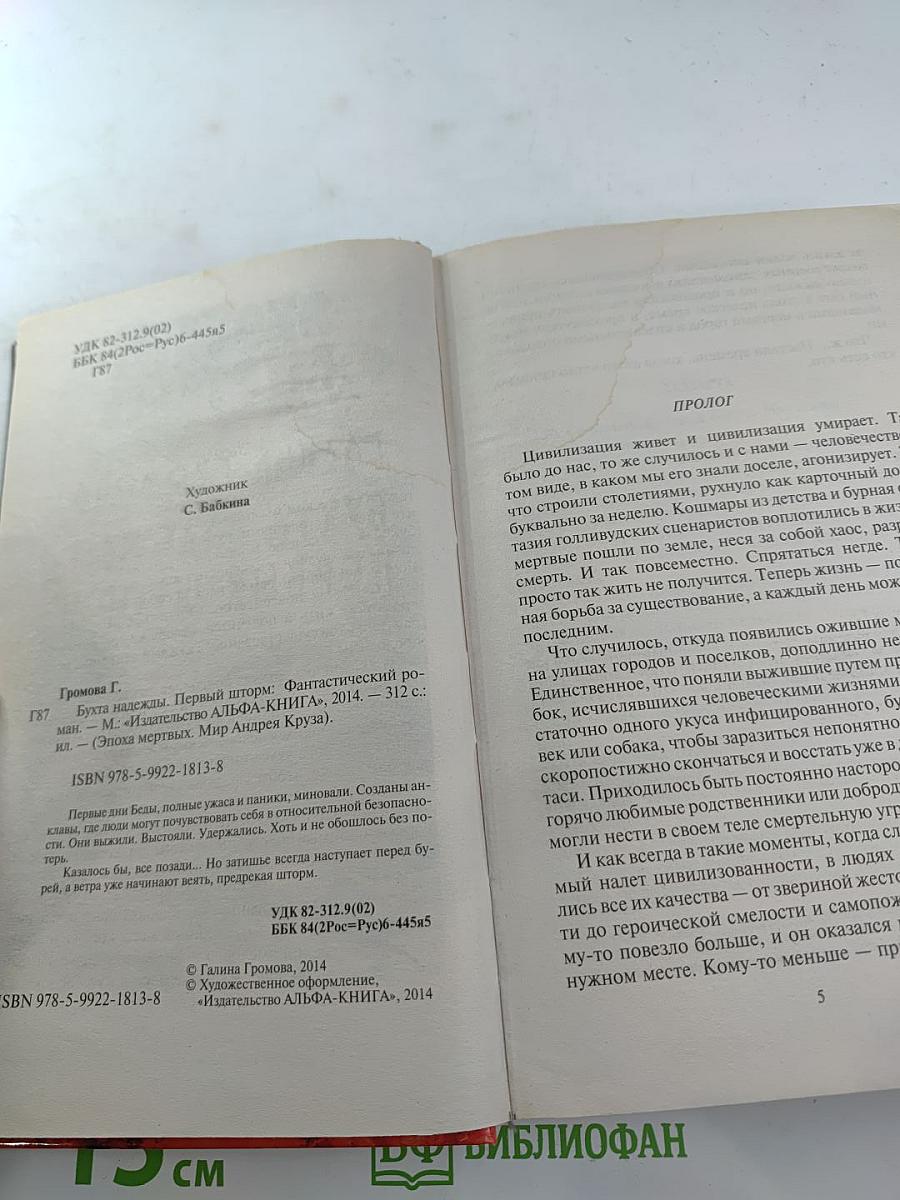 УДК 82-312.9(02)
ББК 84(2Рос=Рус)6-445я5
Г87
Художник
С. Бабкина
Громова Г.
Г87 Бухта надежды. Первый шторм: Фантастический ро-
ман. — М.: «Издательство АЛЬФА-КНИГА», 2014. — 312 с.:
ил. — (Эпоха мертвых. Мир Андрея Круза).
ISBN 978-5-9922-1813-8
Первые дни Беды, полные ужаса и паники, миновали. Созданы ан-
клавы, где люди могут почувствовать себя в относительной безопасно-
сти. Они выжили. Выстояли. Удержались. Хоть и не обошлось без по-
терь.
Казалось бы, все позади... Но затишье всегда наступает перед бу-
рей, а ветра уже начинают веять, предрекая шторм.
УДК 82-312.9(02)
ББК 84(2Рос=Рус)6-445я5
© Галина Громова, 2014
© Художественное оформление,
ISBN 978-5-9922-1813-8 «Издательство АЛЬФА-КНИГА», 2014
ПРОЛОГ
Цивилизация живет и цивилизация умирает. Та
было до нас, то же случилось и с нами — человечество
том виде, в каком мы его знали доселе, агонизирует.
что строили столетиями, рухнуло как карточный до
буквально за неделю. Кошмары из детства и бурная
тазия голливудских сценаристов воплотились в жиз
мертвые пошли по земле, неся за собой хаос, разр
смерть. И так повсеместно. Спрятаться негде. Т
просто так жить не получится. Теперь жизнь — по
ная борьба за существование, а каждый день мож
последним.
Что случилось, откуда появились ожившие м
на улицах городов и поселков, доподлинно не
Единственное, что поняли выжившие путем пр
бок, исчислявшихся человеческими жизнями
статочно одного укуса инфицированного, бу
век или собака, чтобы заразиться непонятно
скоропостижно скончаться и восстать уже в
таси. Приходилось быть постоянно насторо
горячо любимые родственники или доброд
могли нести в своем теле смертельную угр
И как всегда в такие моменты, когда сл
мый налет цивилизованности, в людях
лись все их качества — от звериной жесто
ти до героической смелости и самопож
му-то повезло больше, и он оказался
нужном месте. Кому-то меньше — пр
5
15 см
БФ БИБЛИОФАН